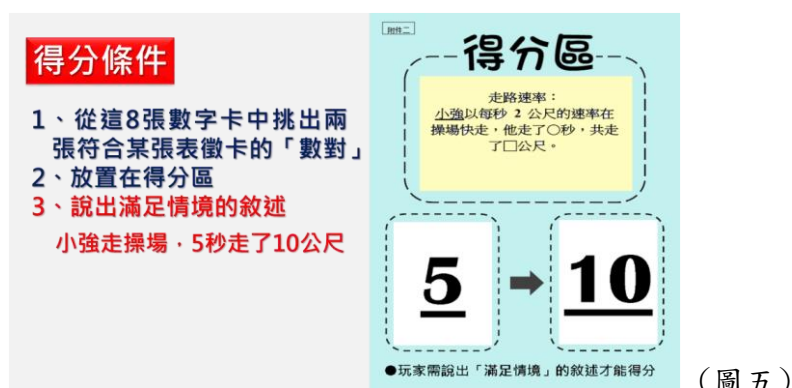 得分條件
1、從這8張數字卡中挑出兩
張符合某張表徵卡的「數對」
2、放置在得分區
3、說出滿足情境的敘述
小強走操場，5秒走了10公尺
附件二
得分區
走路速率：
小強以每秒 2 公尺的速率在
操場快走，他走了○秒，共走
了□公尺。
5 ➡ 10
●玩家需說出「滿足情境」的敘述才能得分
（圖五）